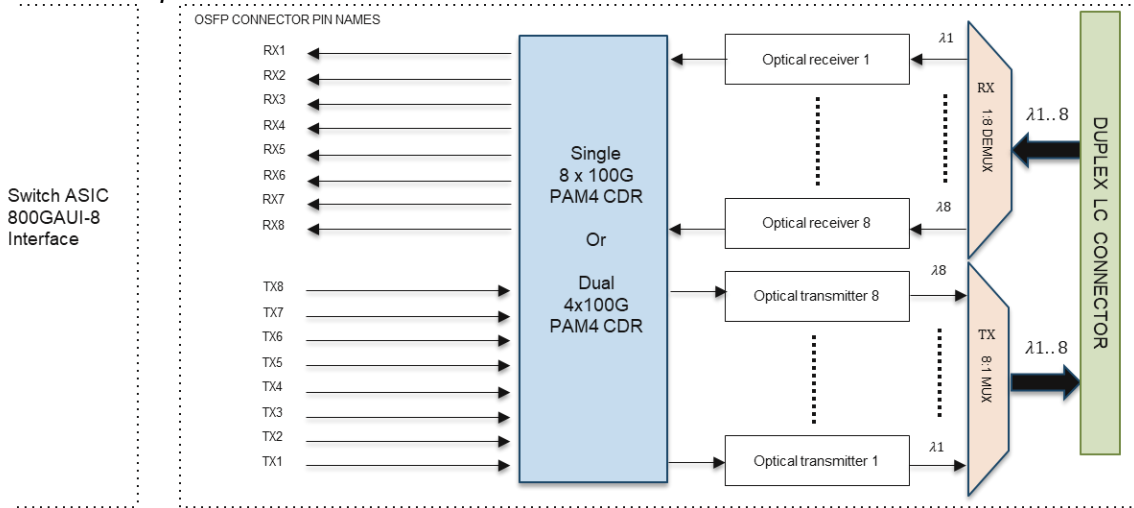 OSFP CONNECTOR PIN NAMES
RX1
RX2
RX3
RX4
RX5
RX6
RX7
RX8
TX8
TX7
TX6
TX5
TX4
TX3
TX2
TX1
Switch ASIC
800GAUI-8
Interface
Single
8 x 100G
PAM4 CDR
Or
Dual
4x100G
PAM4 CDR
Optical receiver 1
Optical receiver 8
Optical transmitter 8
Optical transmitter 1
λ1
λ8
λ8
λ1
RX
1:8 DEMUX
TX
8:1 MUX
λ1..8
λ1..8
DUPLEX LC CONNECTOR